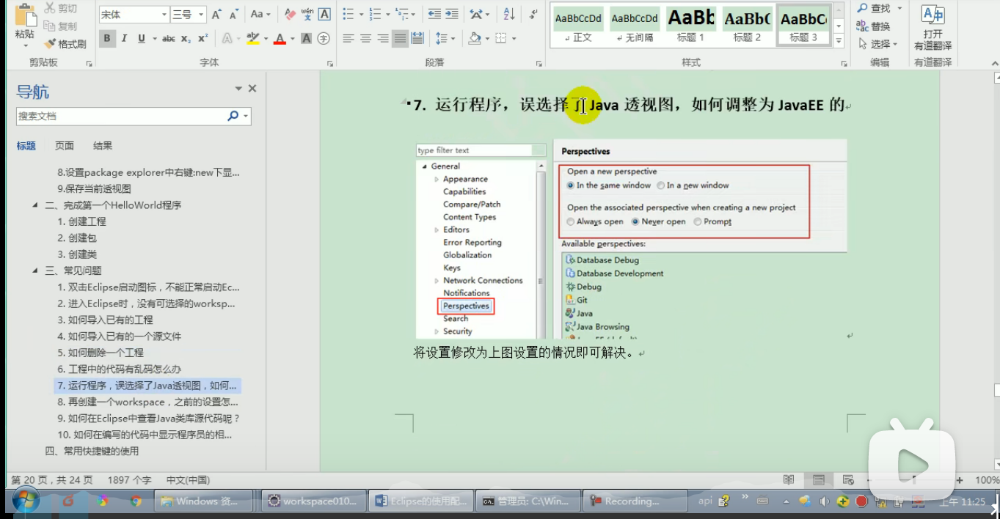 剪切
复制
格式刷
粘贴
剪贴板
宋体 三号 Aa
B I U abc x₂ x²
字体
段落
AaBbCcDd AaBbCcDd AaBb AaBb( AaBbC
正文 无间隔 标题 1 标题 2 标题 3
样式
查找
替换
选择
编辑
打开
有道翻译
有道翻译
导航
搜索文档
标题 页面 结果
8.设置package explorer中右键:new下显...
9.保存当前透视图
二、完成第一个HelloWorld程序
1. 创建工程
2. 创建包
3. 创建类
三、常见问题
1. 双击Eclipse启动图标，不能正常启动Ec...
2. 进入Eclipse时，没有可选择的worksp...
3. 如何导入已有的工程
4. 如何导入已有的一个源文件
5. 如何删除一个工程
6. 工程中的代码有乱码怎么办
7. 运行程序，误选择了Java透视图，如何...
8. 再创建一个workspace，之前的设置怎...
9. 如何在Eclipse中查看Java类库源代码呢？
10. 如何在编写的代码中显示程序员的相...
四、常用快捷键的使用
7. 运行程序，误选择了 Java 透视图，如何调整为 JavaEE 的
type filter text
General
Appearance
Capabilities
Compare/Patch
Content Types
Editors
Error Reporting
Globalization
Keys
Network Connections
Notifications
Perspectives
Search
Security
Perspectives
Open a new perspective
In the same window In a new window
Open the associated perspective when creating a new project
Always open Never open Prompt
Available perspectives:
Database Debug
Database Development
Debug
Git
Java
Java Browsing
将设置修改为上图设置的情况即可解决。
第 20 页，共 24 页 1897 个字 中文(中国)
100%
Windows 资... workspace010... Eclipse的使用配... 管理员: C:\Win... Recording... api 上午 11:25